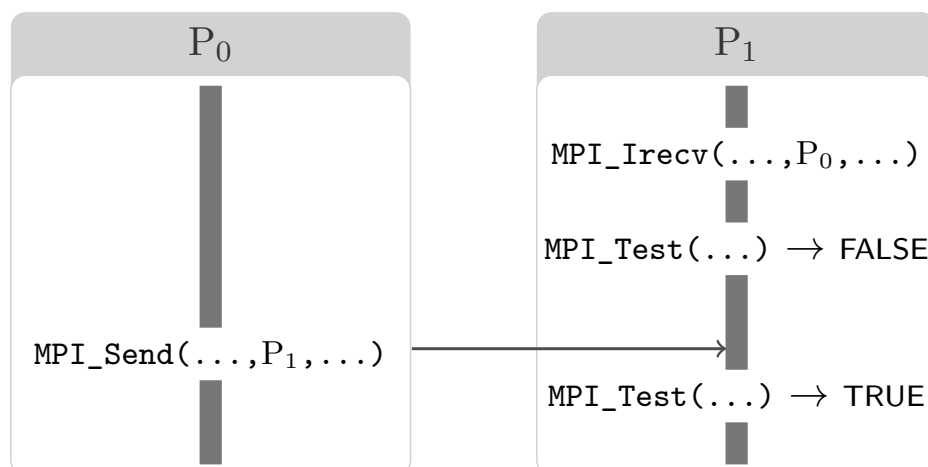 P₀
MPI_Send(...,P₁,...)
P₁
MPI_Irecv(...,P₀,...)
MPI_Test(...) → FALSE
MPI_Test(...) → TRUE